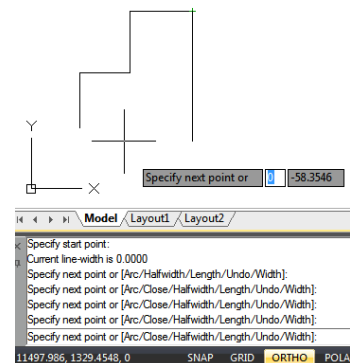 Y
X
Specify next point or 0 -58.3546
Model Layout1 Layout2
Specify start point:
Current line-width is 0.0000
Specify next point or [Arc/Halfwidth/Length/Undo/Width]:
Specify next point or [Arc/Close/Halfwidth/Length/Undo/Width]:
Specify next point or [Arc/Close/Halfwidth/Length/Undo/Width]:
Specify next point or [Arc/Close/Halfwidth/Length/Undo/Width]:
Specify next point or [Arc/Close/Halfwidth/Length/Undo/Width]:
11497.986, 1329.4548, 0 SNAP GRID ORTHO POLA